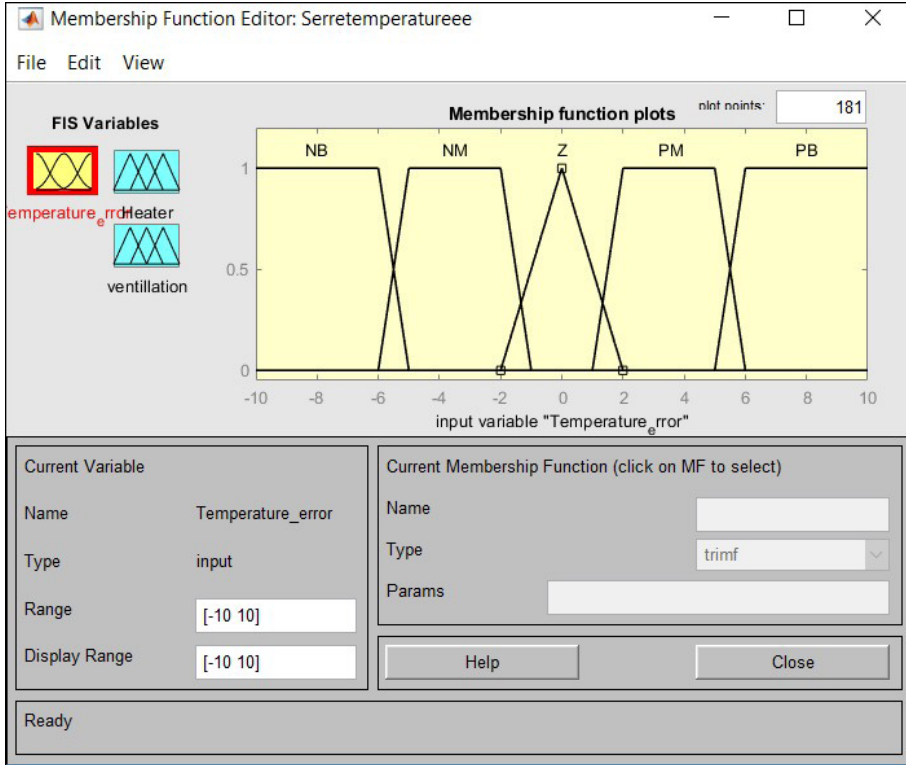 Membership Function Editor: Serretemperatureee
File Edit View
FIS Variables
Membership function plots
plot points:
181
NB NM Z PM PB
1
0.5
0
-10 -8 -6 -4 -2 0 2 4 6 8 10
input variable "Temperature_error"
emperature_error
Heater
ventillation
Current Variable
Name Temperature_error
Type input
Range [-10 10]
Display Range [-10 10]
Current Membership Function (click on MF to select)
Name
Type trimf
Params
Help Close
Ready